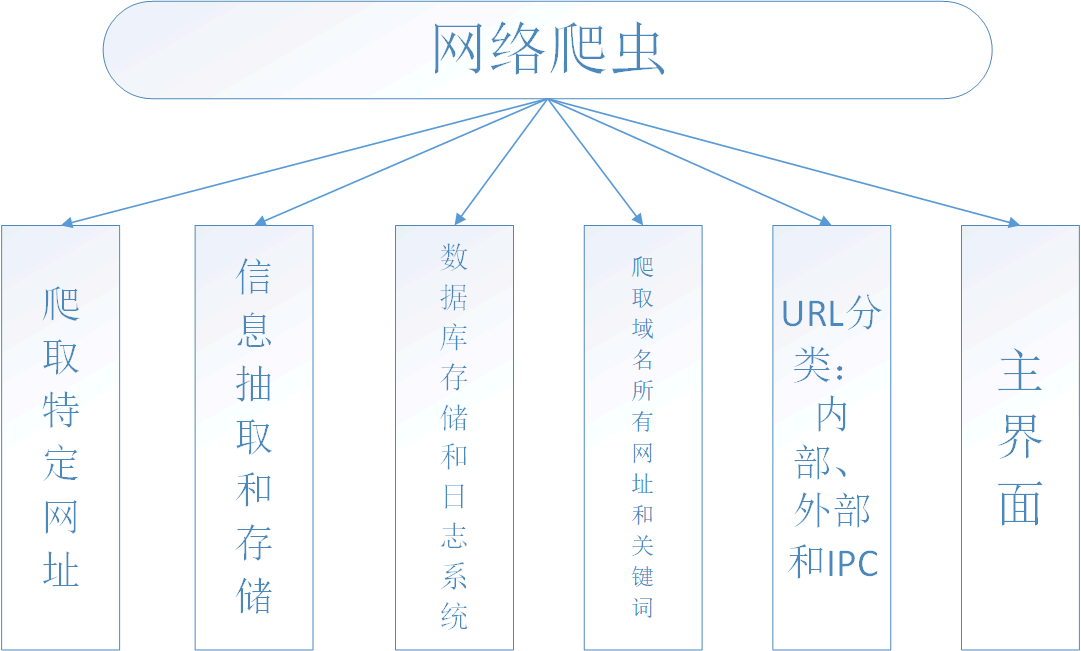 网络爬虫
爬取特定网址
信息抽取和存储
数据库存储和日志系统
爬取域名所有网址和关键词
URL分
类：
内
部、
外部
和IPC
主界面